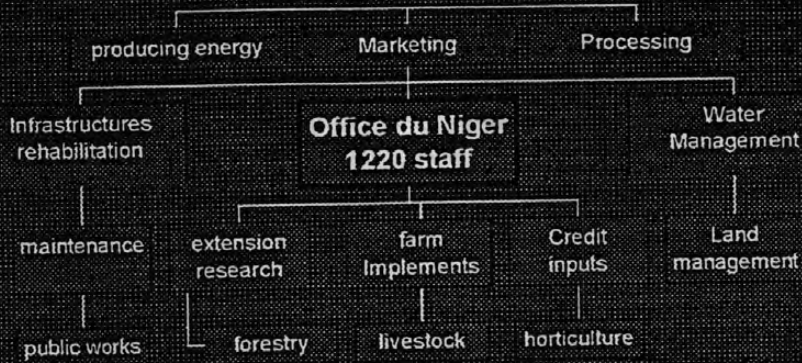 producing energy Marketing Processing
Infrastructures
rehabilitation
Office du Niger
1220 staff
Water
Management
maintenance
extension
research
farm
Implements
Credit
inputs
Land
management
public works forestry livestock horticulture